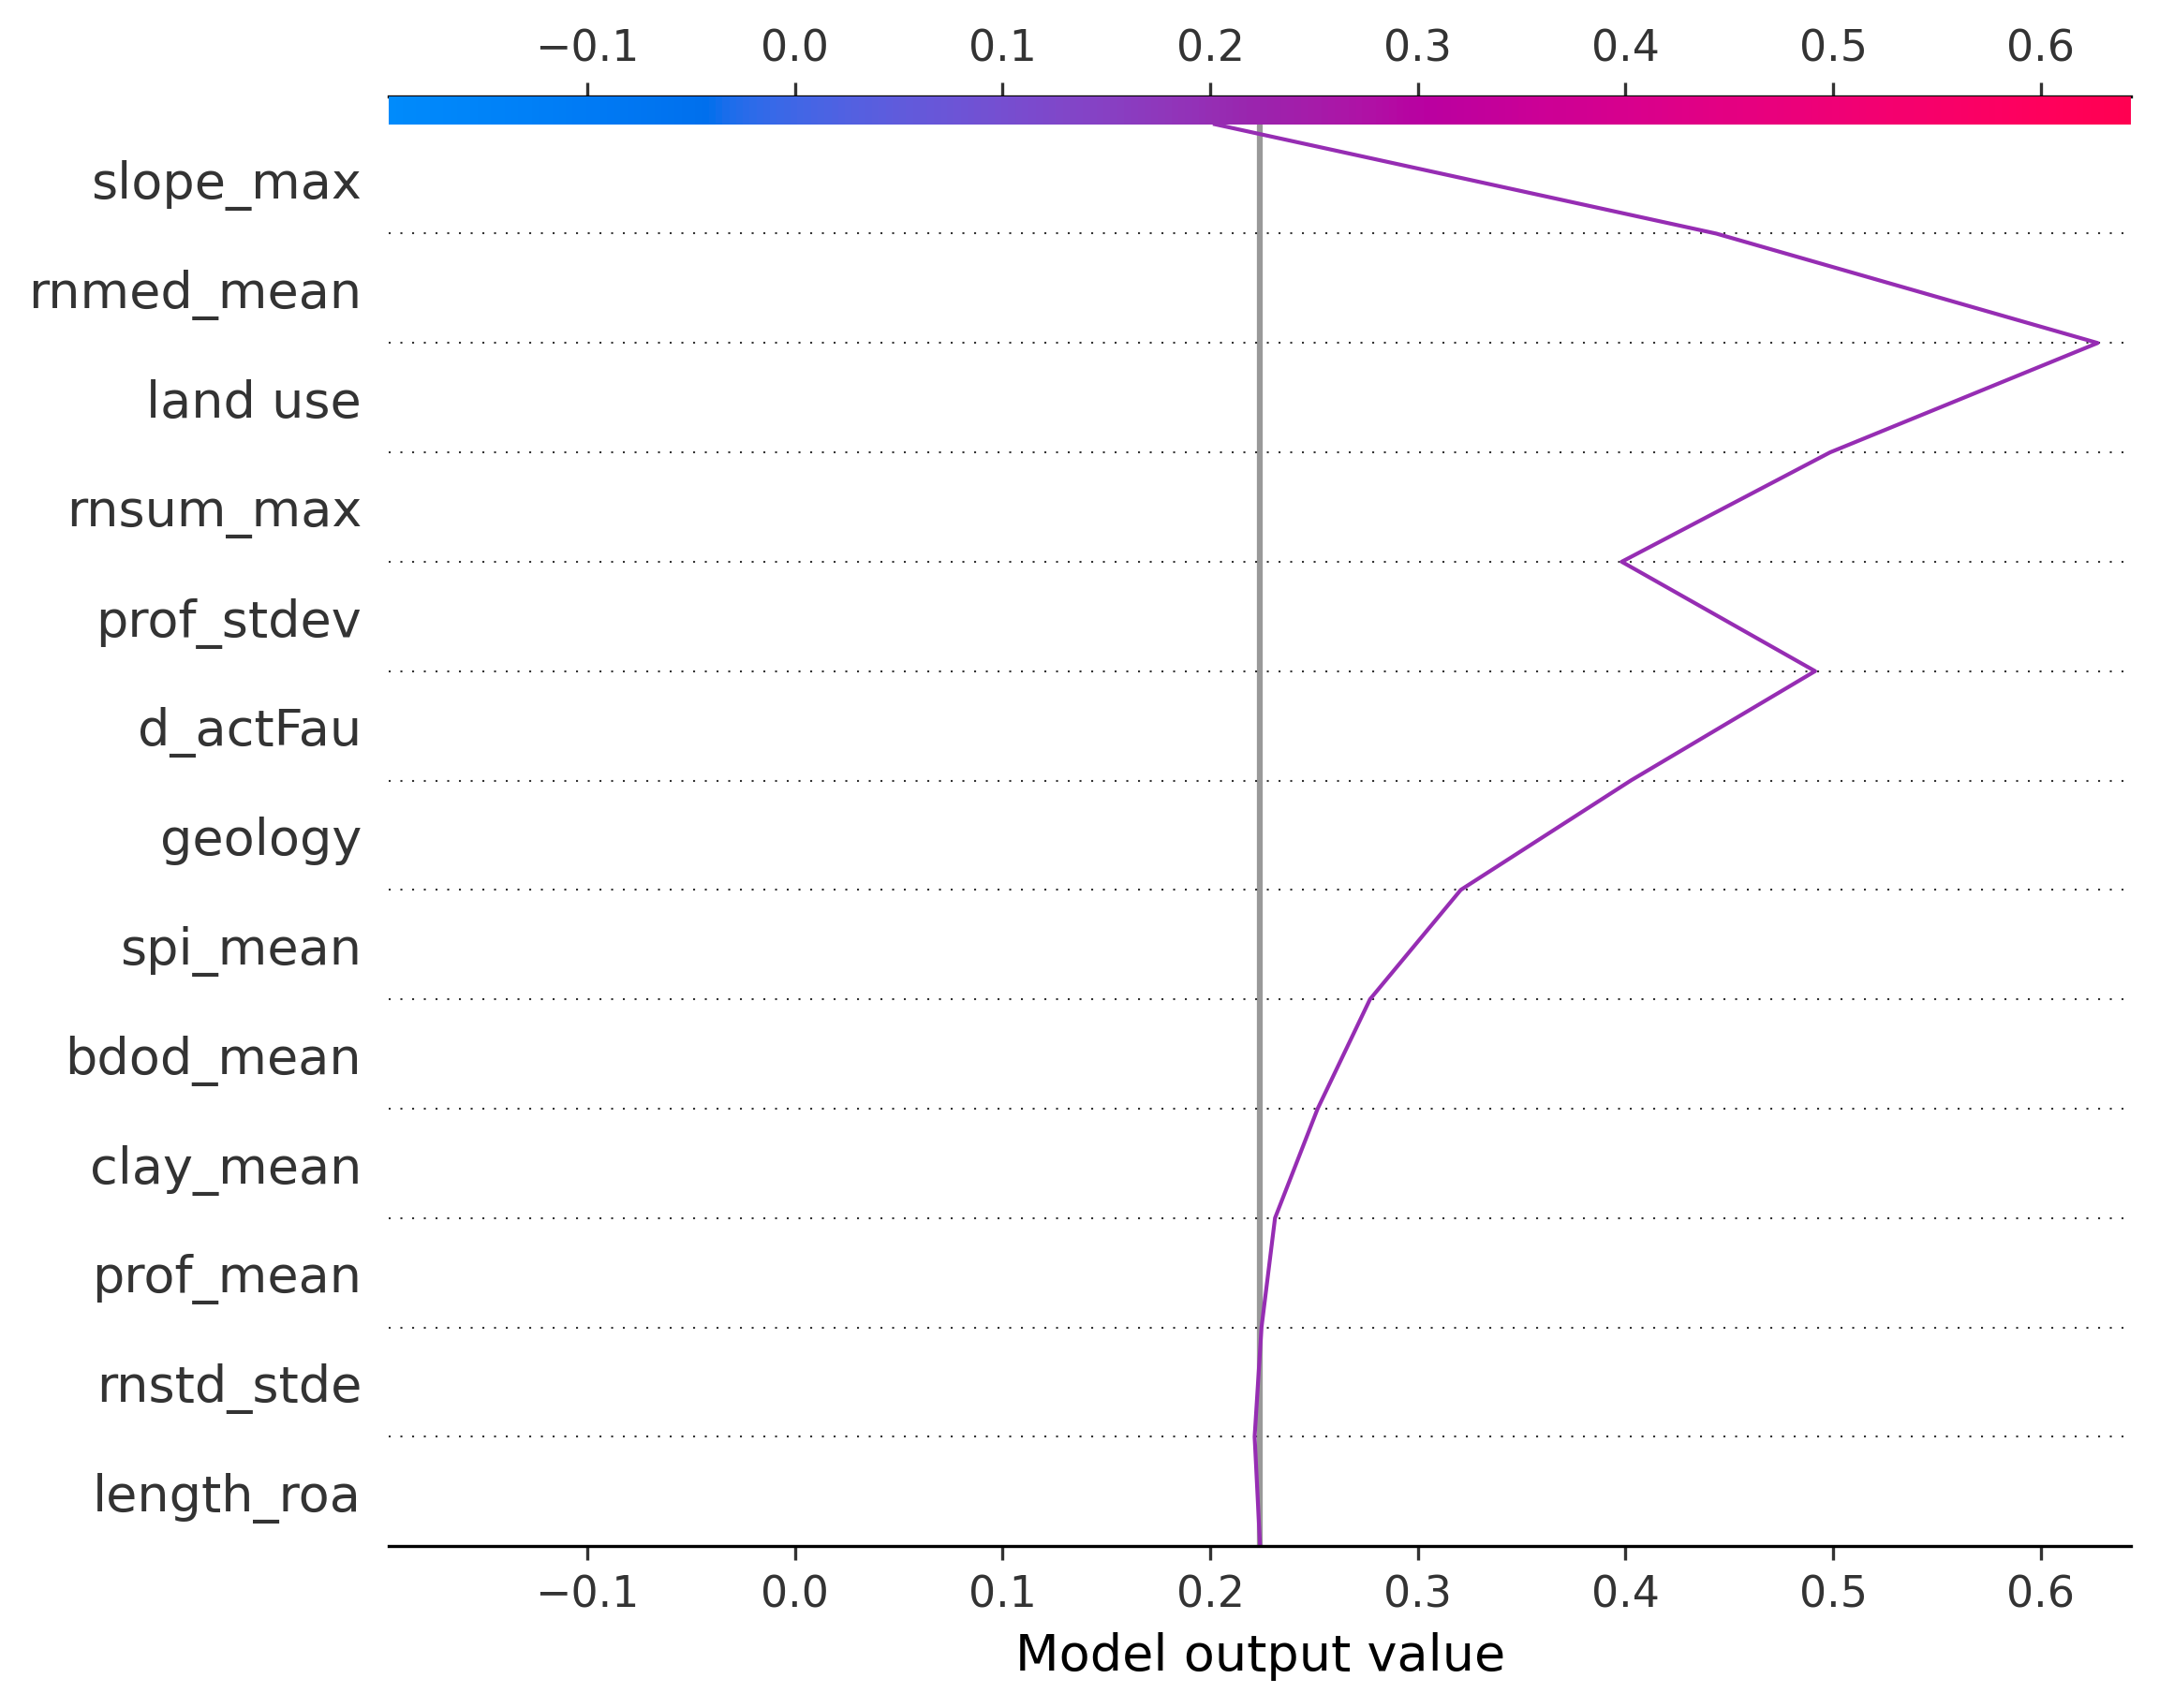 −0.1 0.0 0.1 0.2 0.3 0.4 0.5 0.6
slope_max
rnmed_mean
land use
rnsum_max
prof_stdev
d_actFau
geology
spi_mean
bdod_mean
clay_mean
prof_mean
rnstd_stde
length_roa
−0.1 0.0 0.1 0.2 0.3 0.4 0.5 0.6
Model output value